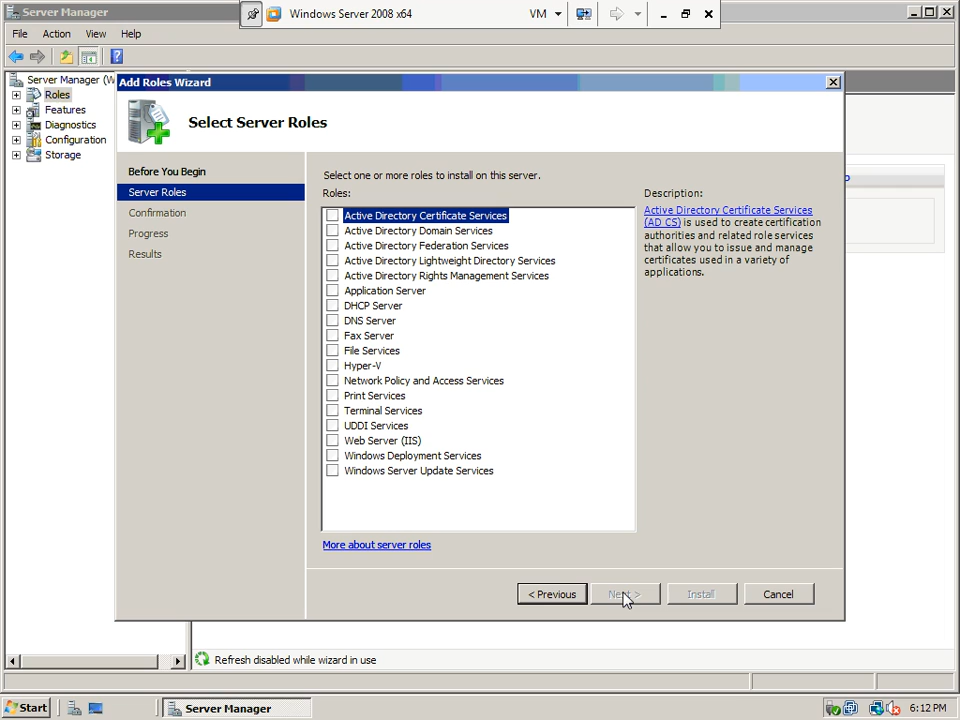 Server Manager
Windows Server 2008 x64
VM
File Action View Help
Server Manager (W
Roles
Features
Diagnostics
Configuration
Storage
Add Roles Wizard
Select Server Roles
Before You Begin
Server Roles
Confirmation
Progress
Results
Select one or more roles to install on this server.
Roles:
Active Directory Certificate Services
Active Directory Domain Services
Active Directory Federation Services
Active Directory Lightweight Directory Services
Active Directory Rights Management Services
Application Server
DHCP Server
DNS Server
Fax Server
File Services
Hyper-V
Network Policy and Access Services
Print Services
Terminal Services
UDDI Services
Web Server (IIS)
Windows Deployment Services
Windows Server Update Services
More about server roles
Description:
Active Directory Certificate Services
(AD CS) is used to create certification
authorities and related role services
that allow you to issue and manage
certificates used in a variety of
applications.
< Previous
Next >
Install
Cancel
Refresh disabled while wizard in use
Start
Server Manager
6:12 PM